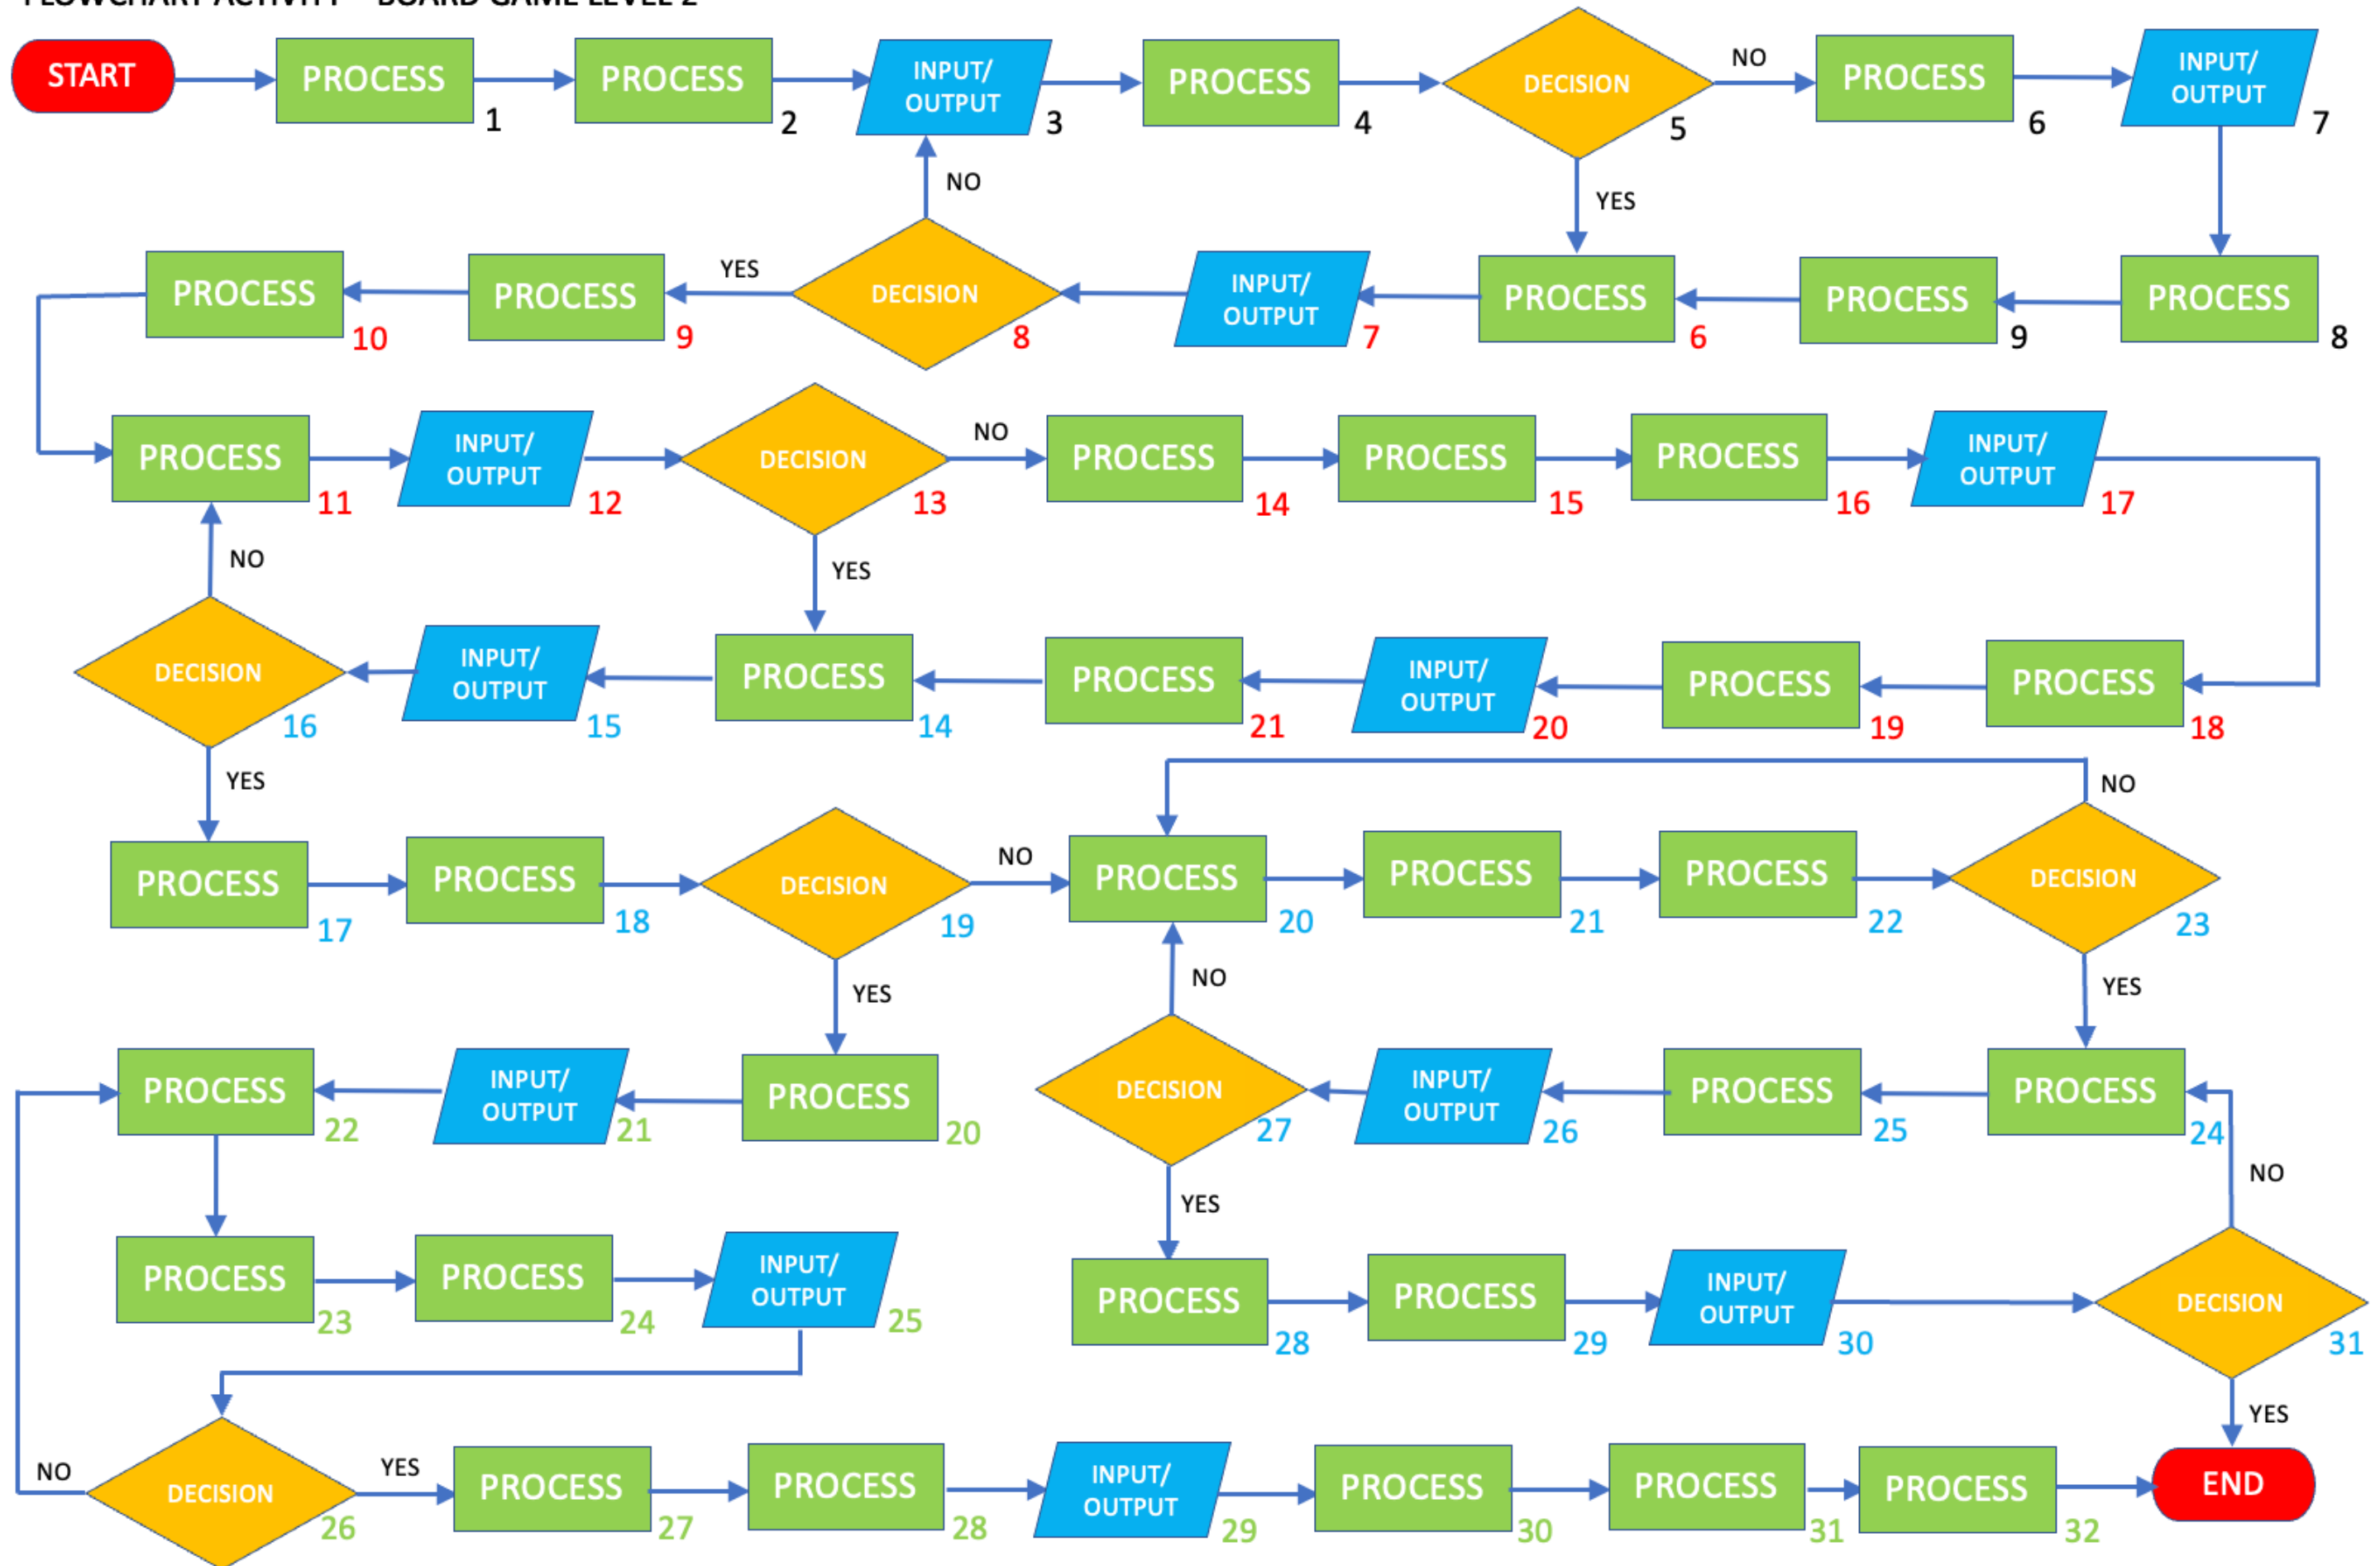 FLOWCHART ACTIVITY – BOARD GAME LEVEL 2
START
PROCESS
1
PROCESS
2
INPUT/
OUTPUT
3
PROCESS
4
DECISION
5
NO
PROCESS
6
INPUT/
OUTPUT
7
NO
YES
PROCESS
10
PROCESS
9
YES
DECISION
8
INPUT/
OUTPUT
7
PROCESS
6
PROCESS
9
PROCESS
8
PROCESS
11
INPUT/
OUTPUT
12
DECISION
13
NO
PROCESS
14
PROCESS
15
PROCESS
16
INPUT/
OUTPUT
17
NO
YES
DECISION
16
INPUT/
OUTPUT
15
PROCESS
14
PROCESS
21
INPUT/
OUTPUT
20
PROCESS
19
PROCESS
18
YES
NO
PROCESS
17
PROCESS
18
DECISION
19
NO
PROCESS
20
PROCESS
21
PROCESS
22
DECISION
23
YES
NO
YES
PROCESS
22
INPUT/
OUTPUT
21
PROCESS
20
DECISION
27
INPUT/
OUTPUT
26
PROCESS
25
PROCESS
24
YES
NO
PROCESS
23
PROCESS
24
INPUT/
OUTPUT
25
PROCESS
28
PROCESS
29
INPUT/
OUTPUT
30
DECISION
31
YES
NO
DECISION
26
YES
PROCESS
27
PROCESS
28
INPUT/
OUTPUT
29
PROCESS
30
PROCESS
31
PROCESS
32
END